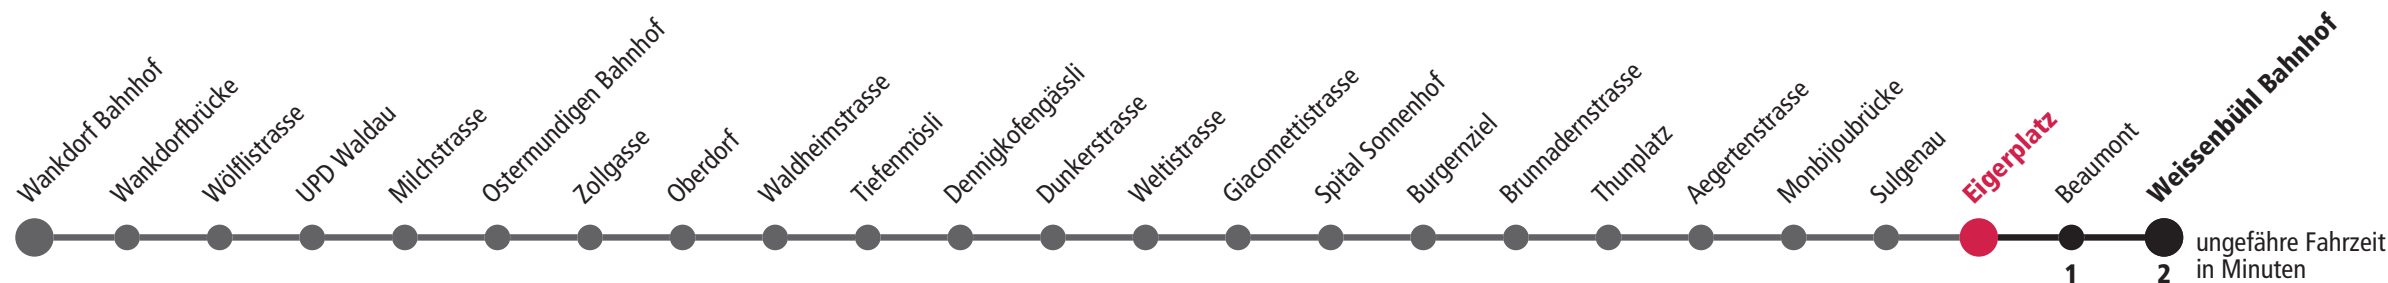 Wankdorf Bahnhof
Wankdorfbrücke
Wölflistrasse
UPD Waldau
Milchstrasse
Ostermundigen Bahnhof
Zollgasse
Oberdorf
Waldheimstrasse
Tiefenmösli
Dennigkofengässli
Dunkerstrasse
Weltistrasse
Giacomettistrasse
Spital Sonnenhof
Burgernziel
Brunnadernstrasse
Thunplatz
Aegertenstrasse
Monbijoubrücke
Sulgenau
Eigerplatz
Beaumont
Weissenbühl Bahnhof
1
2
ungefähre Fahrzeit
in Minuten